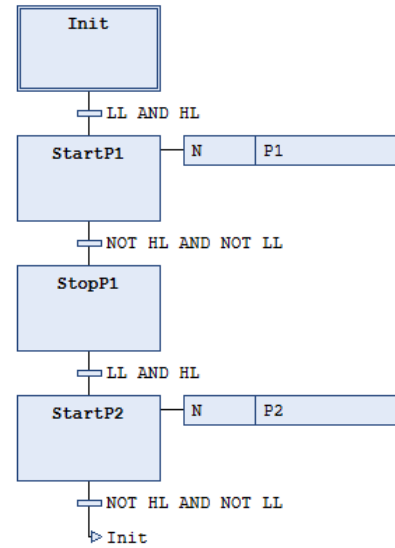 Init
LL AND HL
StartP1 N P1
NOT HL AND NOT LL
StopP1
LL AND HL
StartP2 N P2
NOT HL AND NOT LL
Init